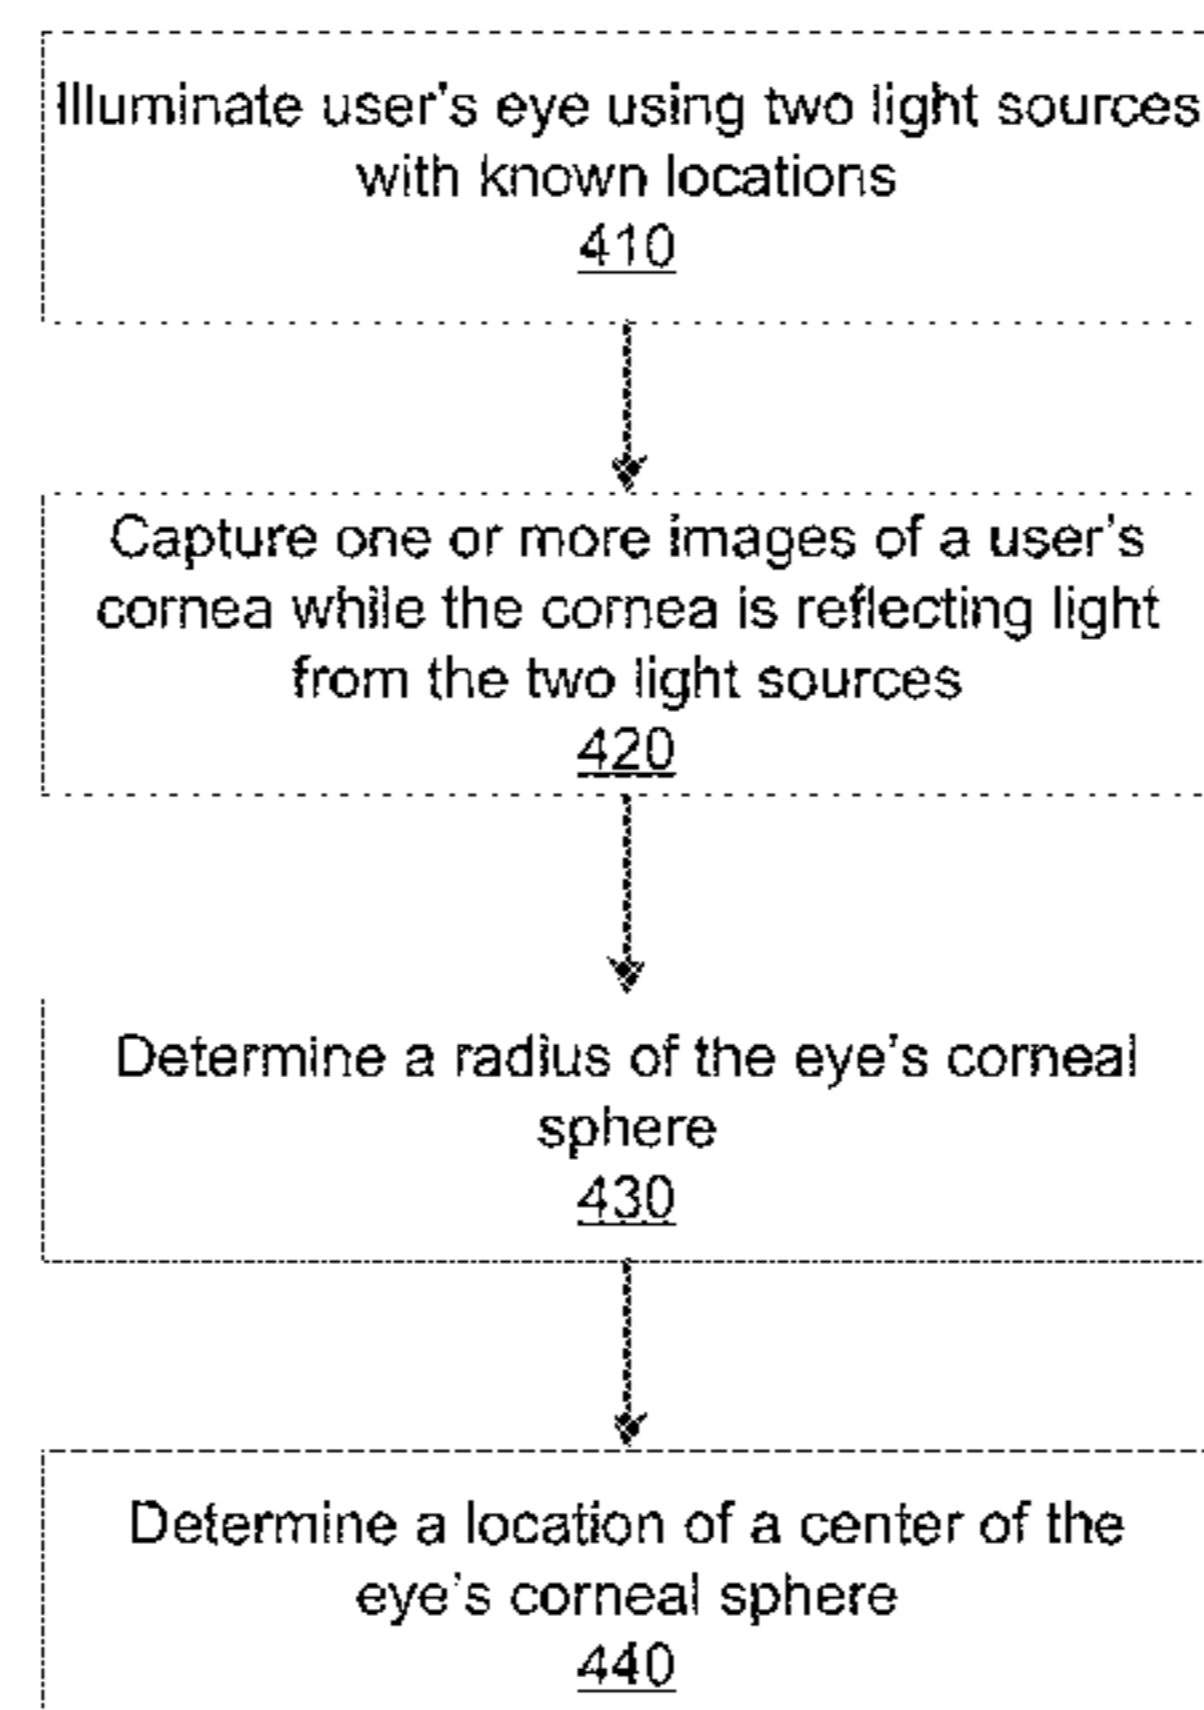 Illuminate user's eye using two light sources
with known locations
410
Capture one or more images of a user's
cornea while the cornea is reflecting light
from the two light sources
420
Determine a radius of the eye's corneal
sphere
430
Determine a location of a center of the
eye's corneal sphere
440